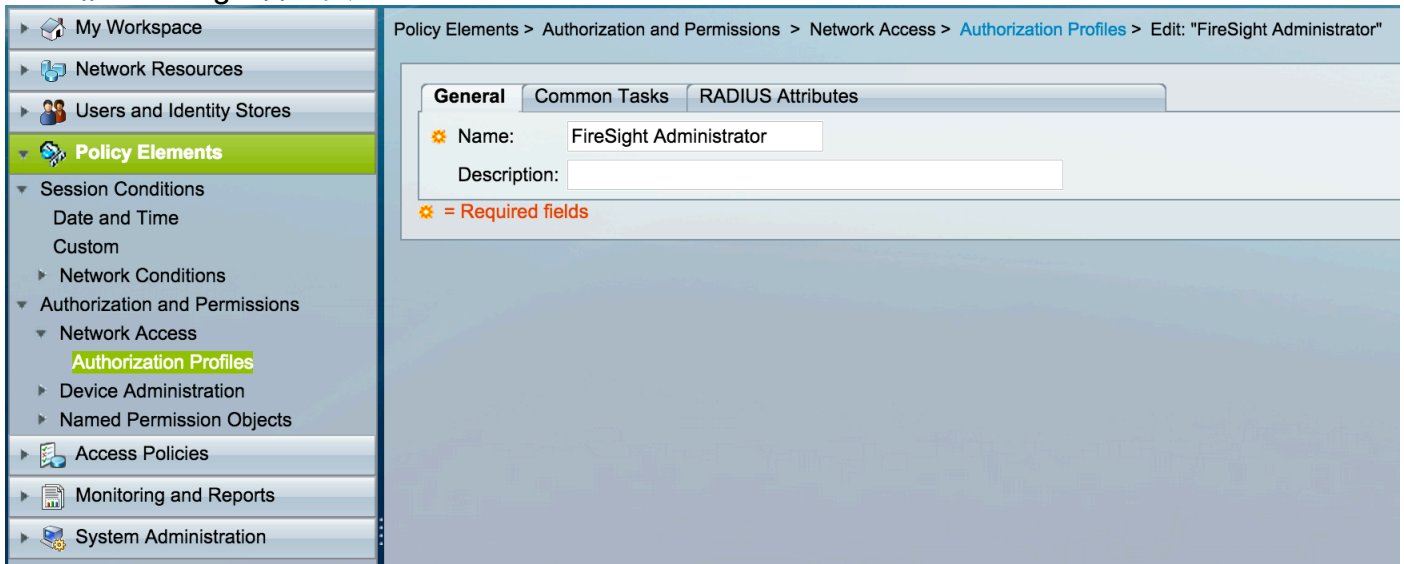 My Workspace
Network Resources
Users and Identity Stores
Policy Elements
Session Conditions
Date and Time
Custom
Network Conditions
Authorization and Permissions
Network Access
Authorization Profiles
Device Administration
Named Permission Objects
Access Policies
Monitoring and Reports
System Administration
Policy Elements > Authorization and Permissions > Network Access > Authorization Profiles > Edit: "FireSight Administrator"
General Common Tasks RADIUS Attributes
Name: FireSight Administrator
Description:
= Required fields